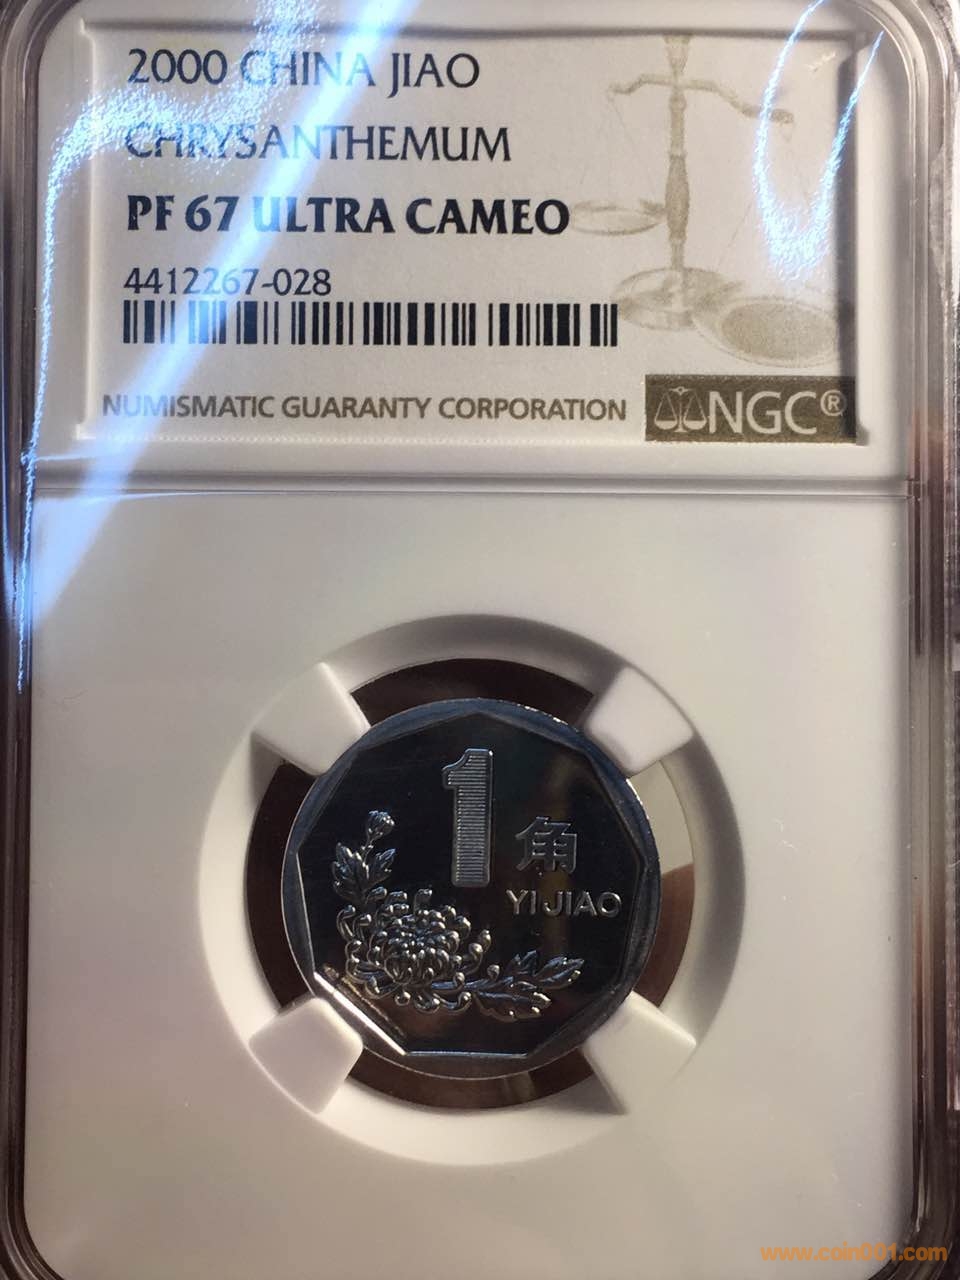 2000 CHINA JIAO
CHRYSANTHEMUM
PF 67 ULTRA CAMEO
4412267-028
NUMISMATIC GUARANTY CORPORATION NGC®
1
角
YI JIAO
www.coin001.com